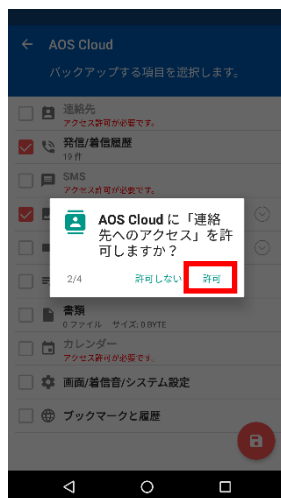 AOS Cloud
バックアップする項目を選択します。
連絡先
アクセス許可が必要です。
発信/着信履歴
19 件
SMS
アクセス許可が必要です。
AOS Cloud に「連絡
先へのアクセス」を許
可しますか？
2/4
許可しない
許可
書類
0 ファイル サイズ: 0 BYTE
カレンダー
アクセス許可が必要です。
画面/着信音/システム設定
ブックマークと履歴